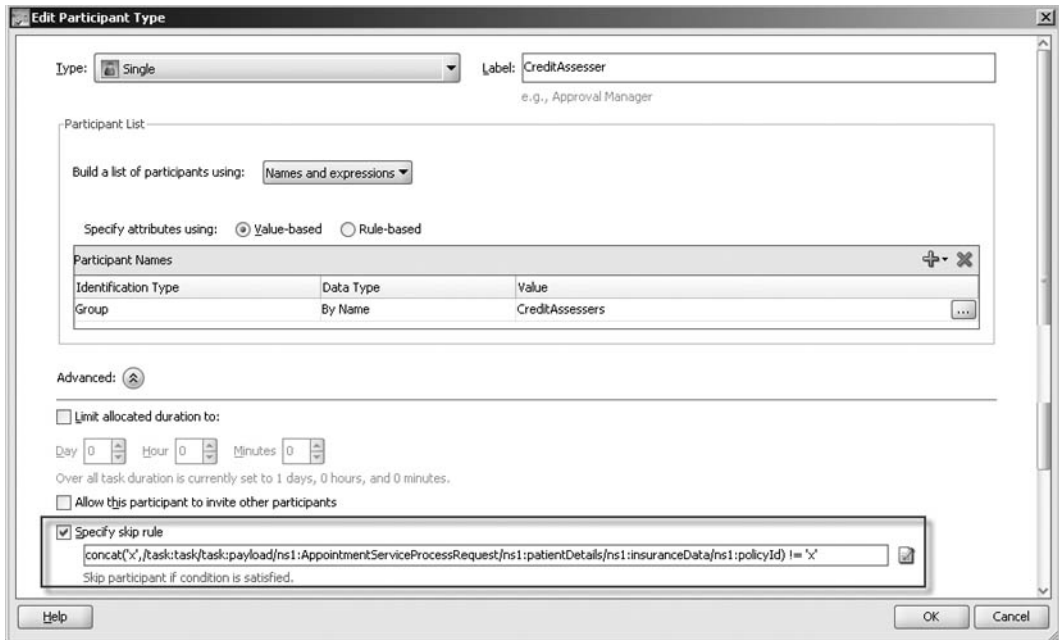 Edit Participant Type
Type: Single Label: CreditAssesser
e.g., Approval Manager
Participant List
Build a list of participants using: Names and expressions
Specify attributes using: Value-based Rule-based
Participant Names
Identification Type Data Type Value
Group By Name CreditAssessers ...
Advanced:
Limit allocated duration to:
Day 0 Hour 0 Minutes 0
Over all task duration is currently set to 1 days, 0 hours, and 0 minutes.
Allow this participant to invite other participants
Specify skip rule
concat('x',/task:task/task:payload/ns1:AppointmentServiceProcessRequest/ns1:patientDetails/ns1:insuranceData/ns1:policyId) != 'x'
Skip participant if condition is satisfied.
Help OK Cancel